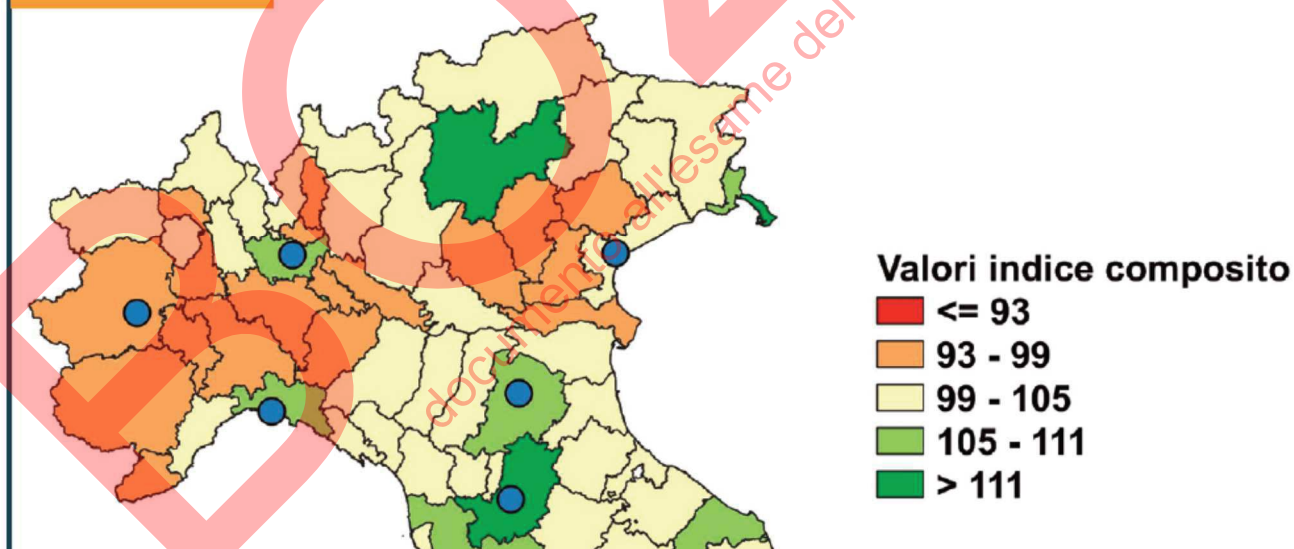 documento all'esame del
Valori indice composito
<= 93
93 - 99
99 - 105
105 - 111
> 111